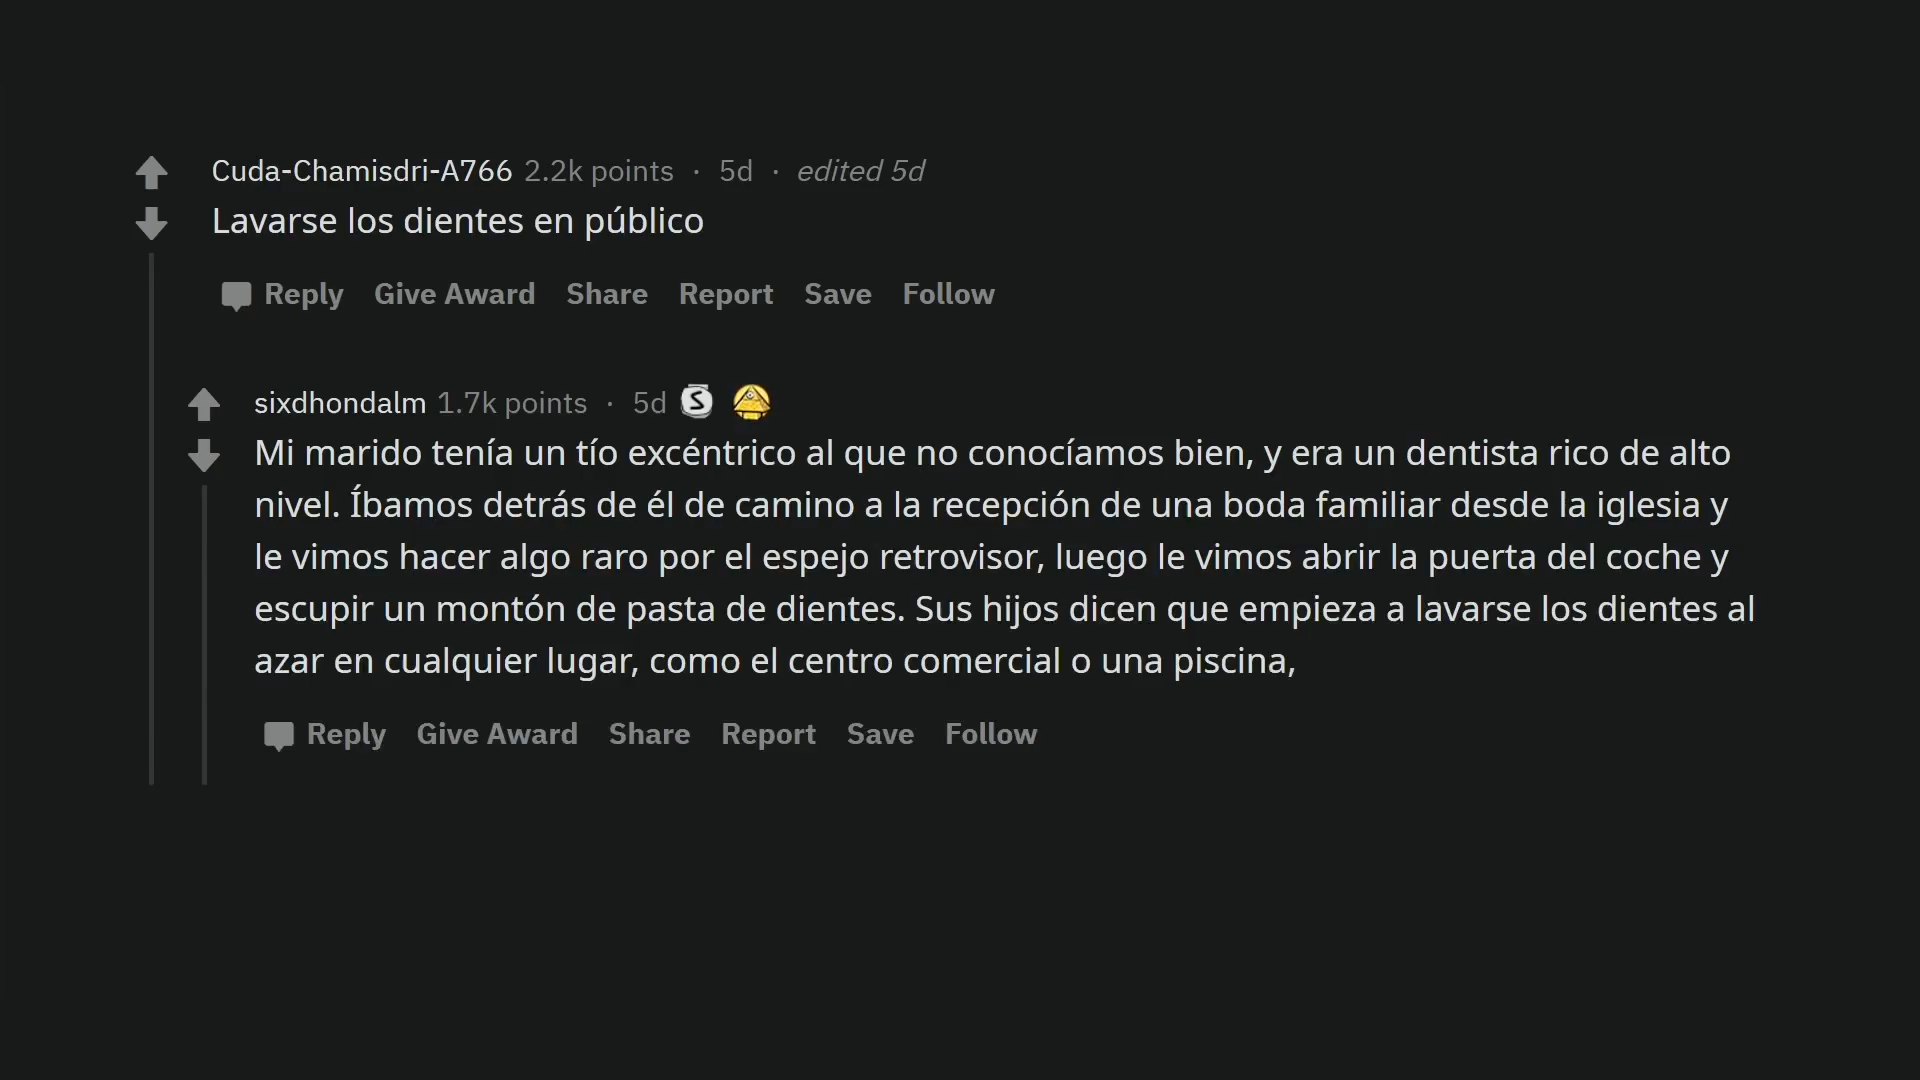 Cuda-Chamisdri-A766 2.2k points · 5d · edited 5d
Lavarse los dientes en público
Reply Give Award Share Report Save Follow
sixdhondalm 1.7k points · 5d S
Mi marido tenía un tío excéntrico al que no conocíamos bien, y era un dentista rico de alto
nivel. Íbamos detrás de él de camino a la recepción de una boda familiar desde la iglesia y
le vimos hacer algo raro por el espejo retrovisor, luego le vimos abrir la puerta del coche y
escupir un montón de pasta de dientes. Sus hijos dicen que empieza a lavarse los dientes al
azar en cualquier lugar, como el centro comercial o una piscina,
Reply Give Award Share Report Save Follow